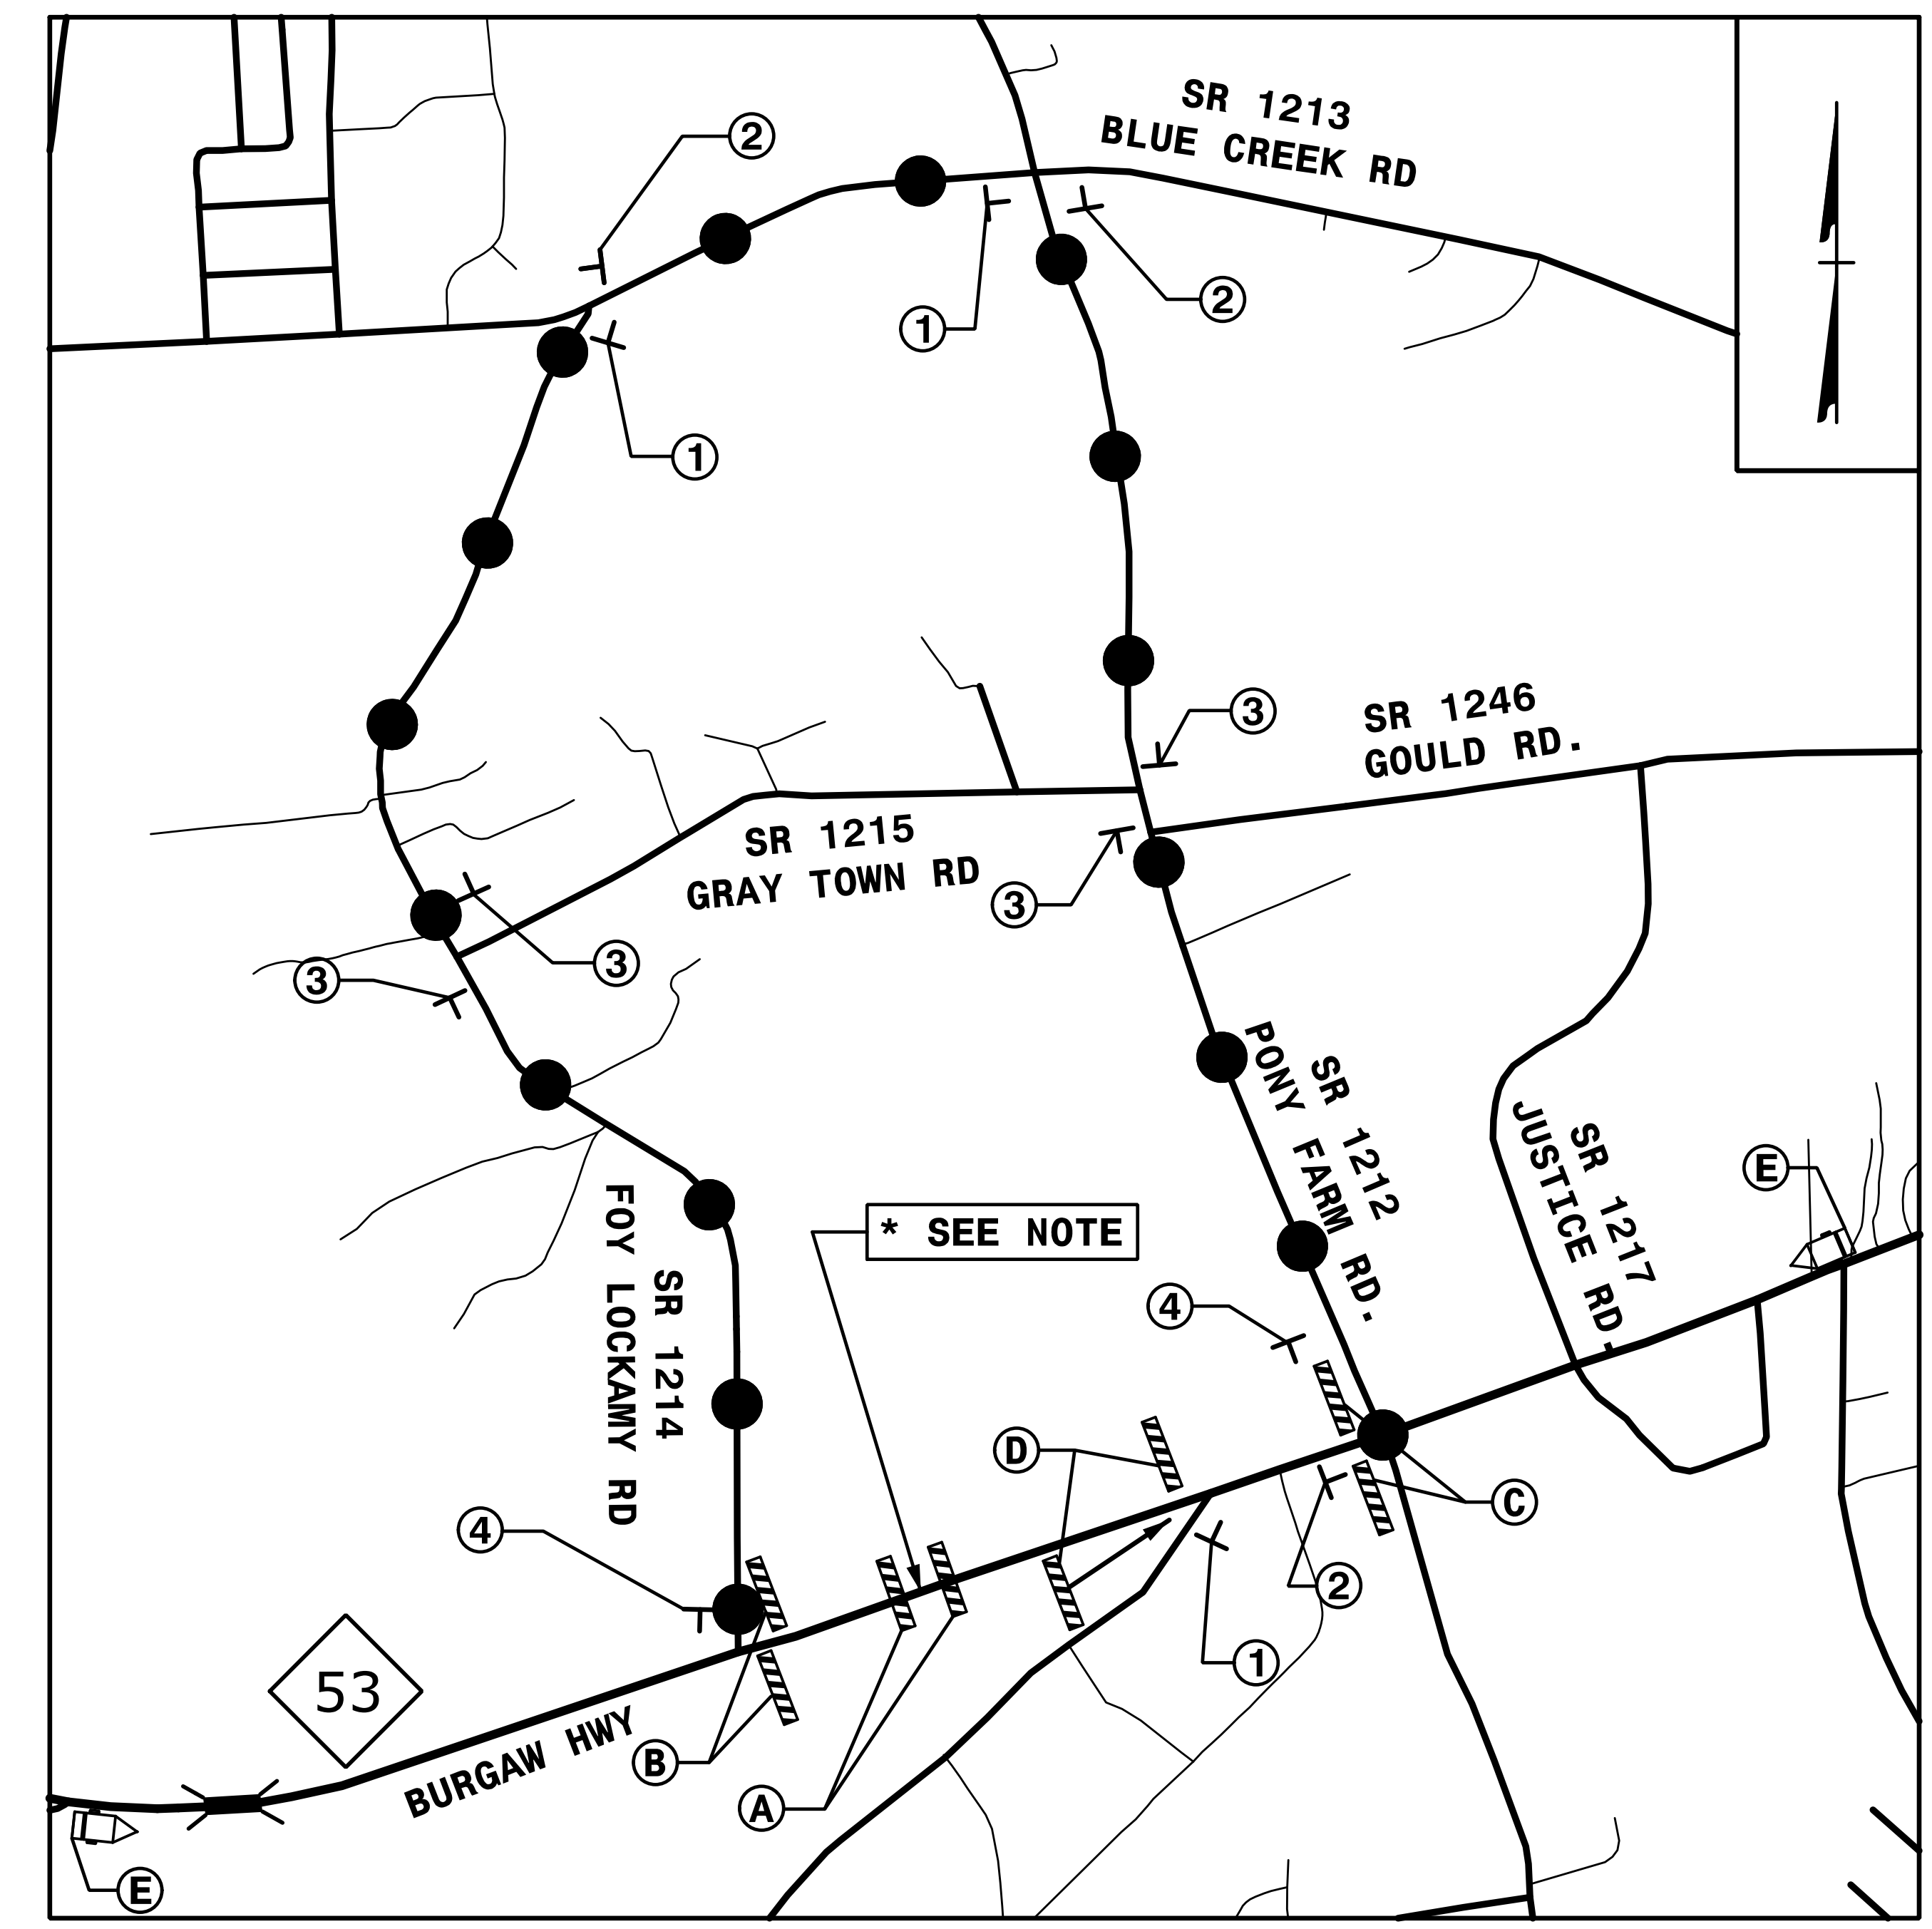 SR 1213
BLUE CREEK RD
2
2
1
1
SR 1246
GOULD RD.
3
SR 1215
GRAY TOWN RD
3
3
3
SR 1212
PONY FARM RD.
SR 1217
JUSTICE RD.
E
* SEE NOTE
SR 1214
FOY LOCKAMY RD
4
D
C
4
2
1
53
BURGAW HWY
B
A
E